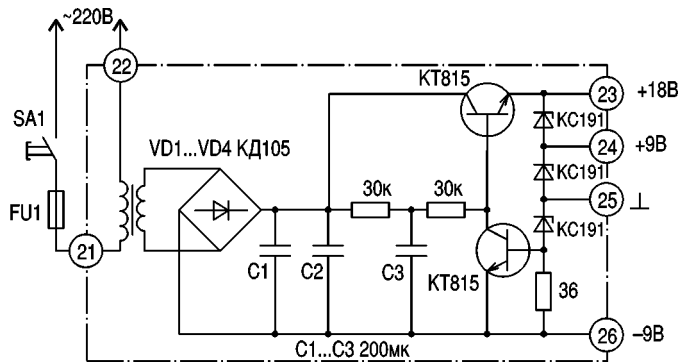 ~220В
22
КТ815
23
+18В
SA1
КС191
VD1...VD4 КД105
24
+9В
30к
30к
КС191
FU1
25
⊥
КС191
21
C1
C2
C3
КТ815
36
26
–9В
C1...C3 200мк